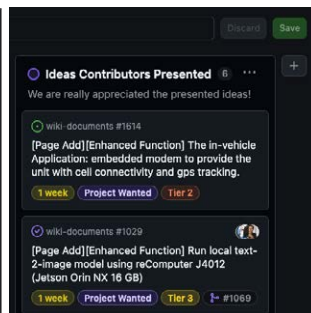 Discard Save
Ideas Contributors Presented 6
We are really appreciated the presented ideas!
wiki-documents #1614
[Page Add][Enhanced Function] The in-vehicle
Application: embedded modem to provide the
unit with cell connectivity and gps tracking.
1 week Project Wanted Tier 2
wiki-documents #1029
[Page Add][Enhanced Function] Run local text-
2-image model using reComputer J4012
(Jetson Orin NX 16 GB)
1 week Project Wanted Tier 3 #1069